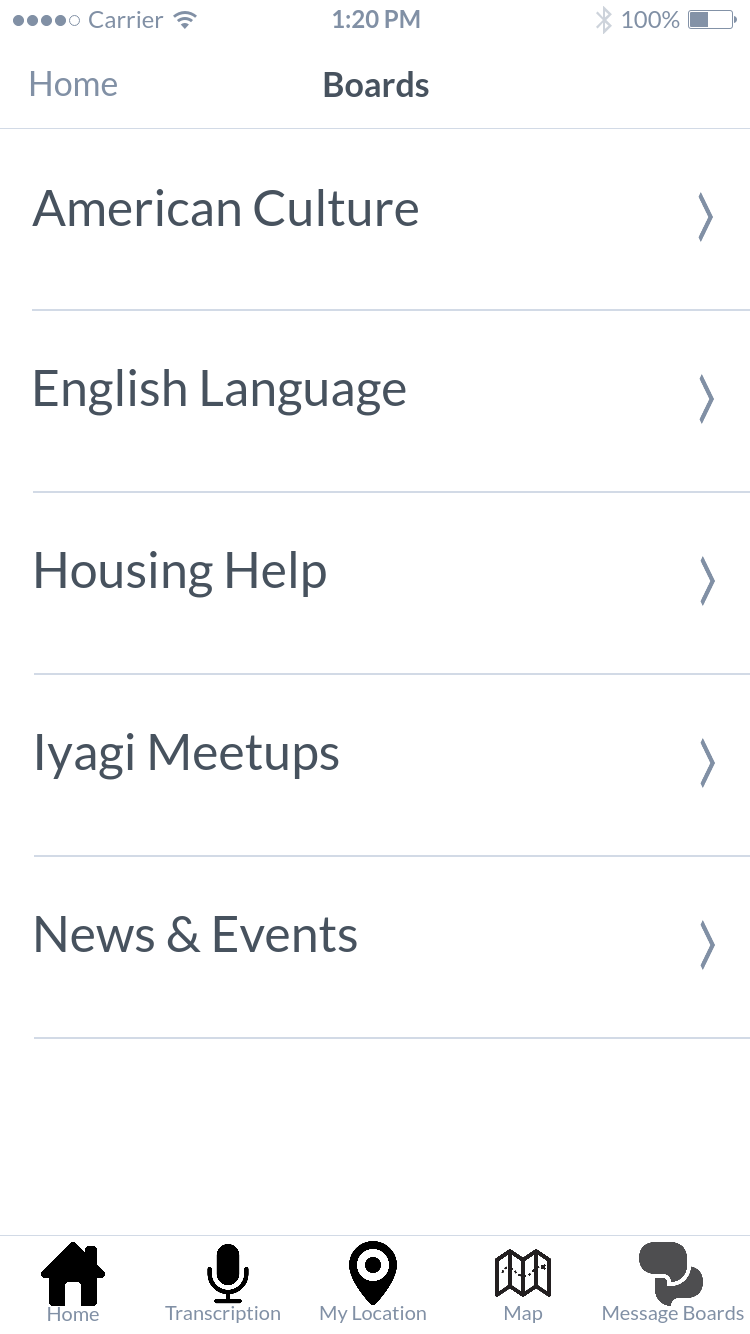 Carrier 1:20 PM 100%
Home Boards
American Culture
English Language
Housing Help
Iyagi Meetups
News & Events
Home Transcription My Location Map Message Boards